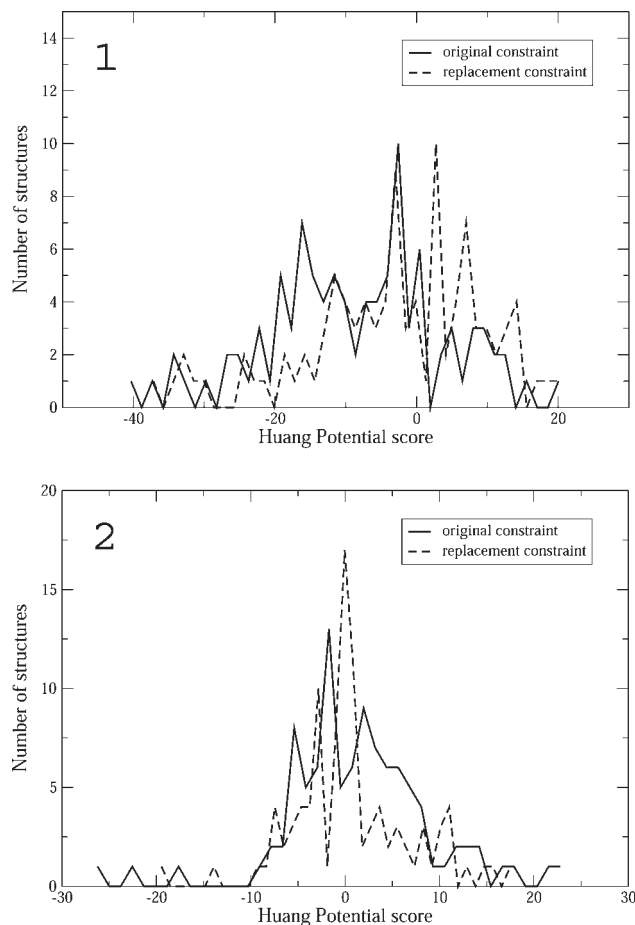 1
original constraint
replacement constraint
Number of structures
14
12
10
8
6
4
2
0
-40 -20 0 20
Huang Potential score
2
original constraint
replacement constraint
Number of structures
20
15
10
5
0
-30 -20 -10 0 10 20 30
Huang Potential score